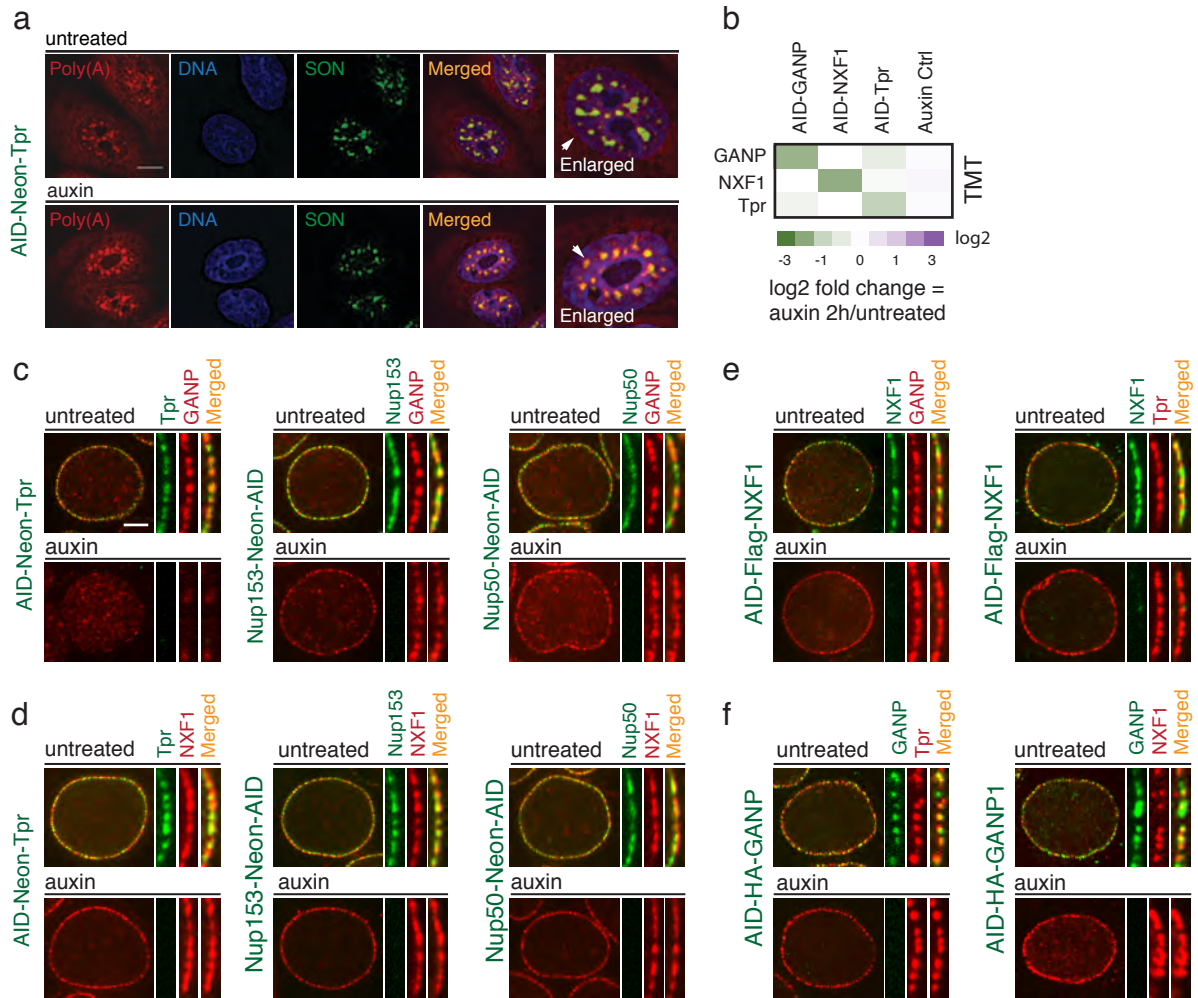 a
untreated
AID-Neon-Tpr
Poly(A) DNA SON Merged Enlarged
auxin
Poly(A) DNA SON Merged Enlarged
b
AID-GANP AID-NXF1 AID-Tpr Auxin Ctrl
GANP
NXF1
Tpr
TMT
log2
-3 -1 0 1 3
log2 fold change =
auxin 2h/untreated
c
AID-Neon-Tpr
untreated Tpr GANP Merged
auxin
Nup153-Neon-AID
untreated Nup153 GANP Merged
auxin
Nup50-Neon-AID
untreated Nup50 GANP Merged
auxin
e
AID-Flag-NXF1
untreated NXF1 GANP Merged
auxin
AID-Flag-NXF1
untreated NXF1 Tpr Merged
auxin
d
AID-Neon-Tpr
untreated Tpr NXF1 Merged
auxin
Nup153-Neon-AID
untreated Nup153 NXF1 Merged
auxin
Nup50-Neon-AID
untreated Nup50 NXF1 Merged
auxin
f
AID-HA-GANP
untreated GANP Tpr Merged
auxin
AID-HA-GANP1
untreated GANP NXF1 Merged
auxin